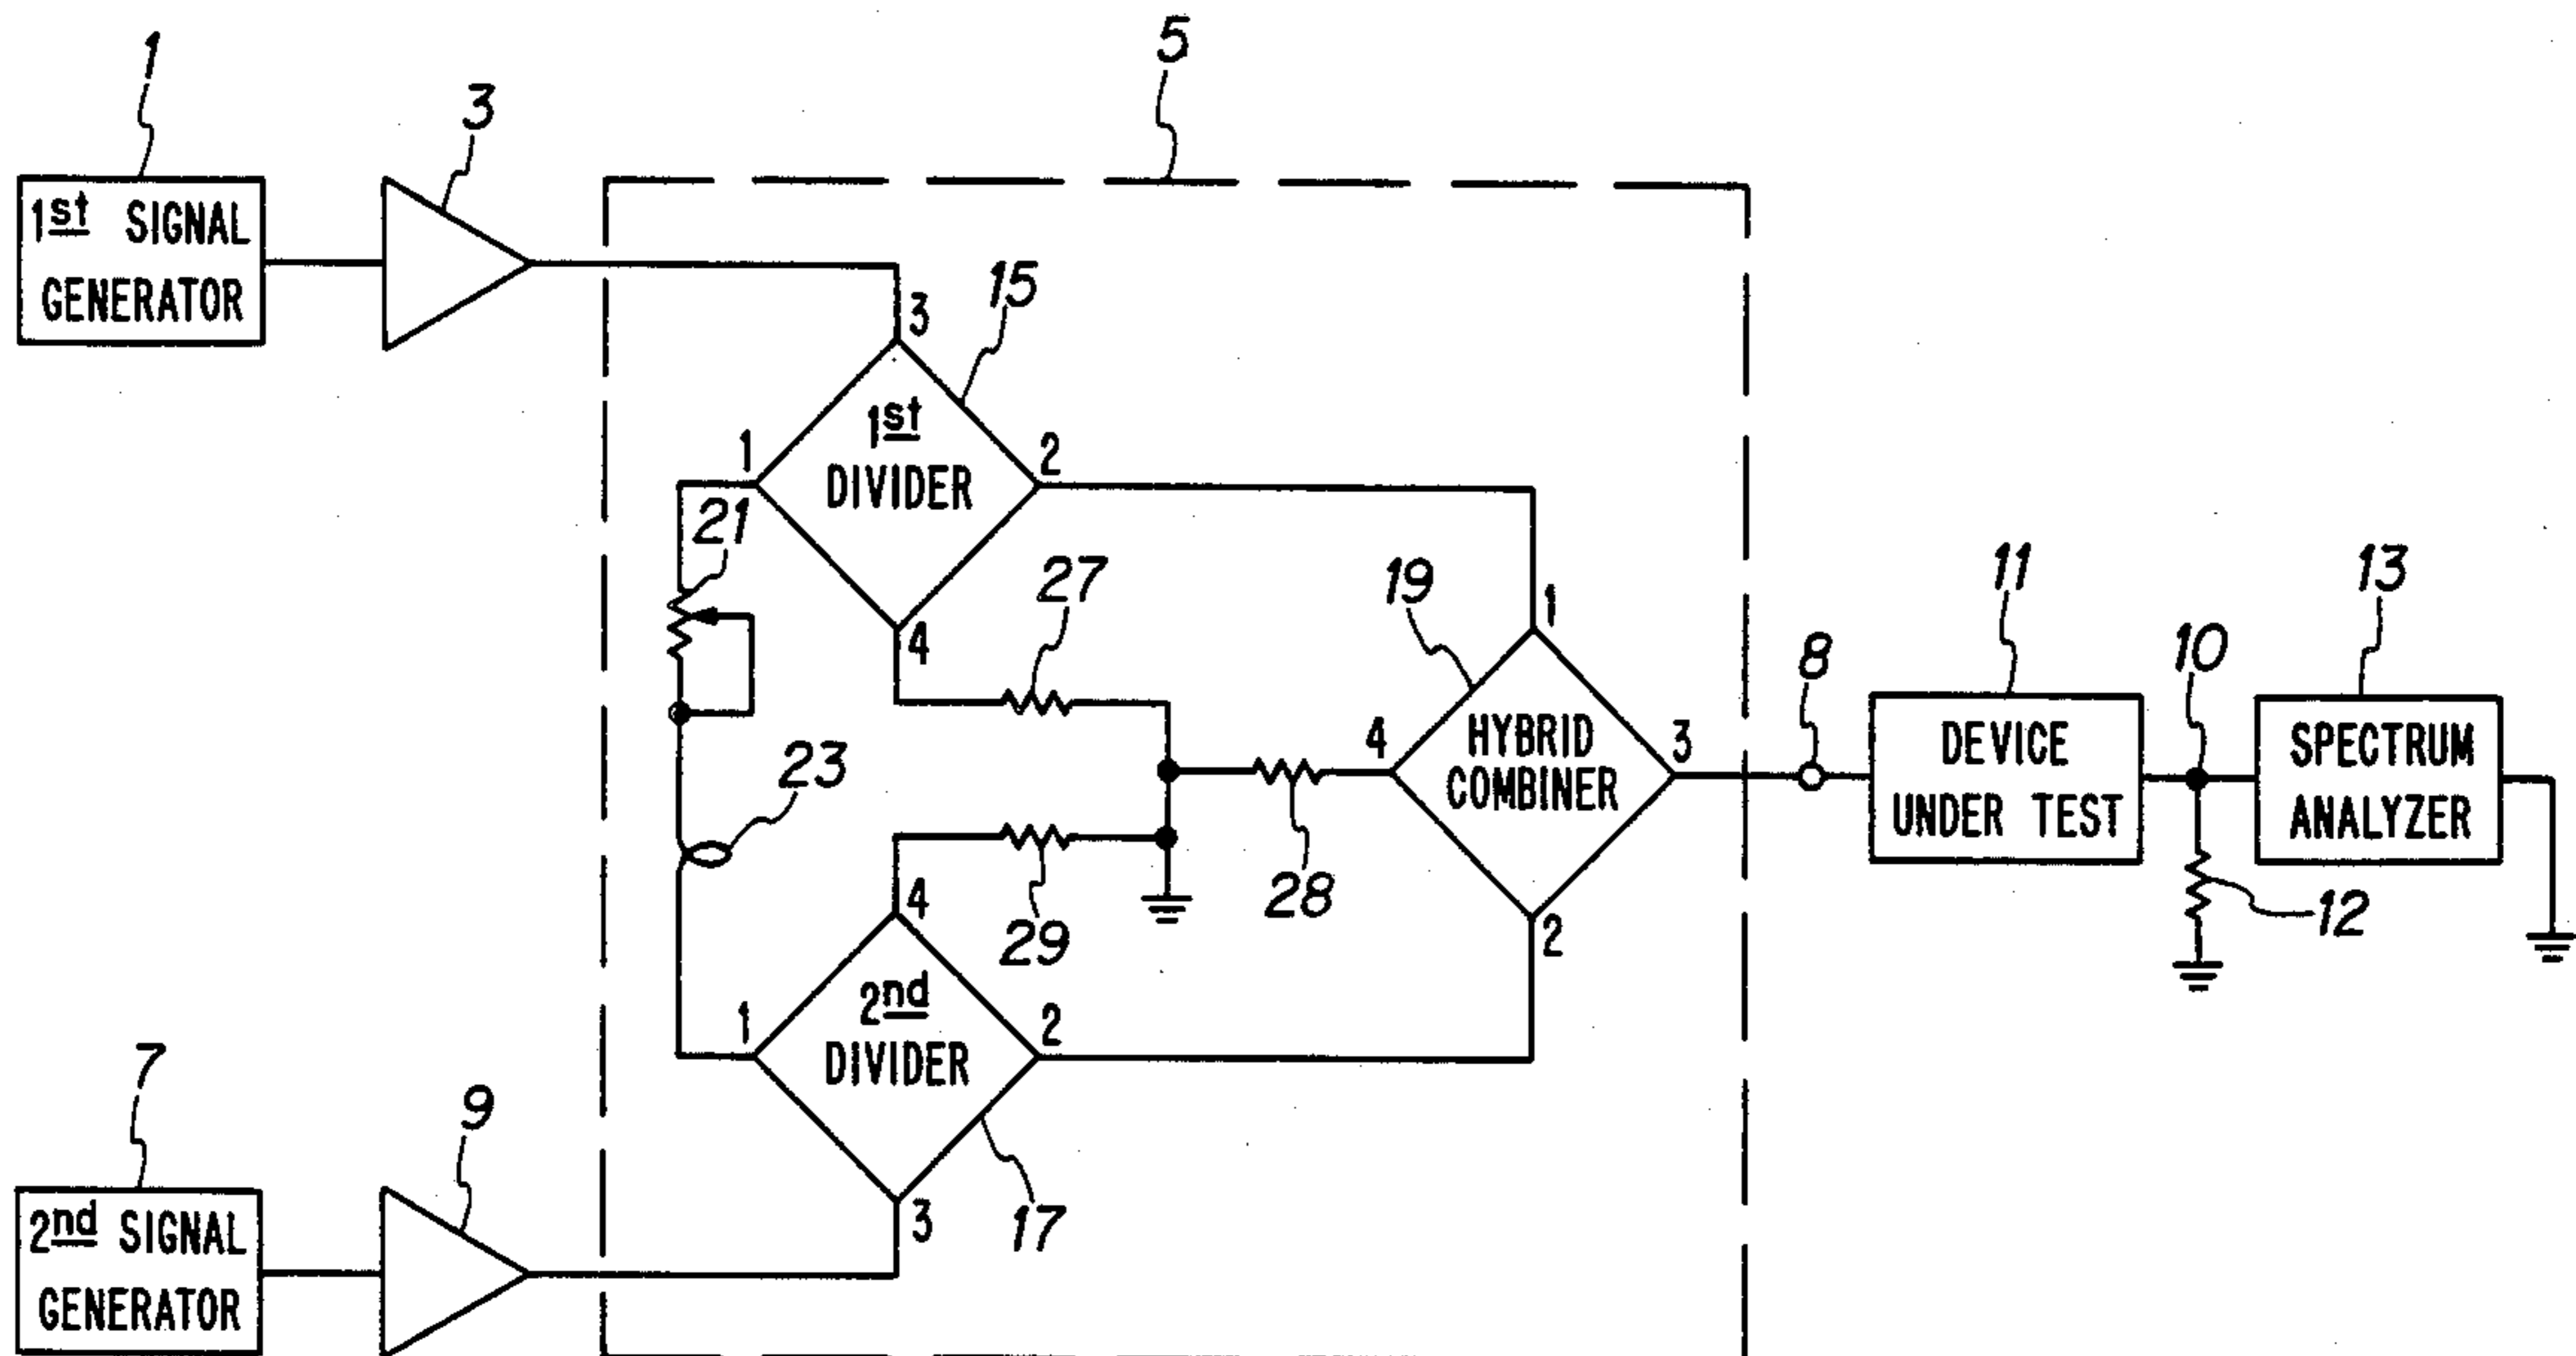 1
3
5
1st SIGNAL
GENERATOR
3
15
1st
DIVIDER
1
2
4
21
27
19
1
11
13
8
10
23
4
HYBRID
COMBINER
3
DEVICE
UNDER TEST
SPECTRUM
ANALYZER
28
12
29
4
2
2nd
DIVIDER
1
2
3
17
7
9
2nd SIGNAL
GENERATOR